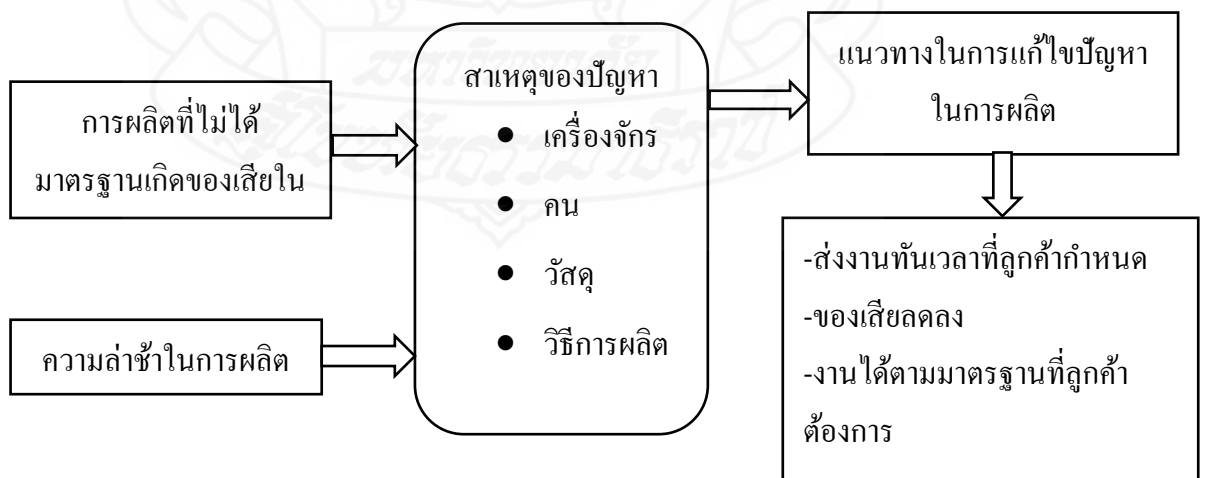 การผลิตที่ไม่ได้
มาตรฐานเกิดของเสียใน
ความล่าช้าในการผลิต
สาเหตุของปัญหา
● เครื่องจักร
● คน
● วัสดุ
● วิธีการผลิต
แนวทางในการแก้ไขปัญหา
ในการผลิต
-ส่งงานทันเวลาที่ลูกค้ากำหนด
-ของเสียลดลง
-งานได้ตามมาตรฐานที่ลูกค้า
ต้องการ